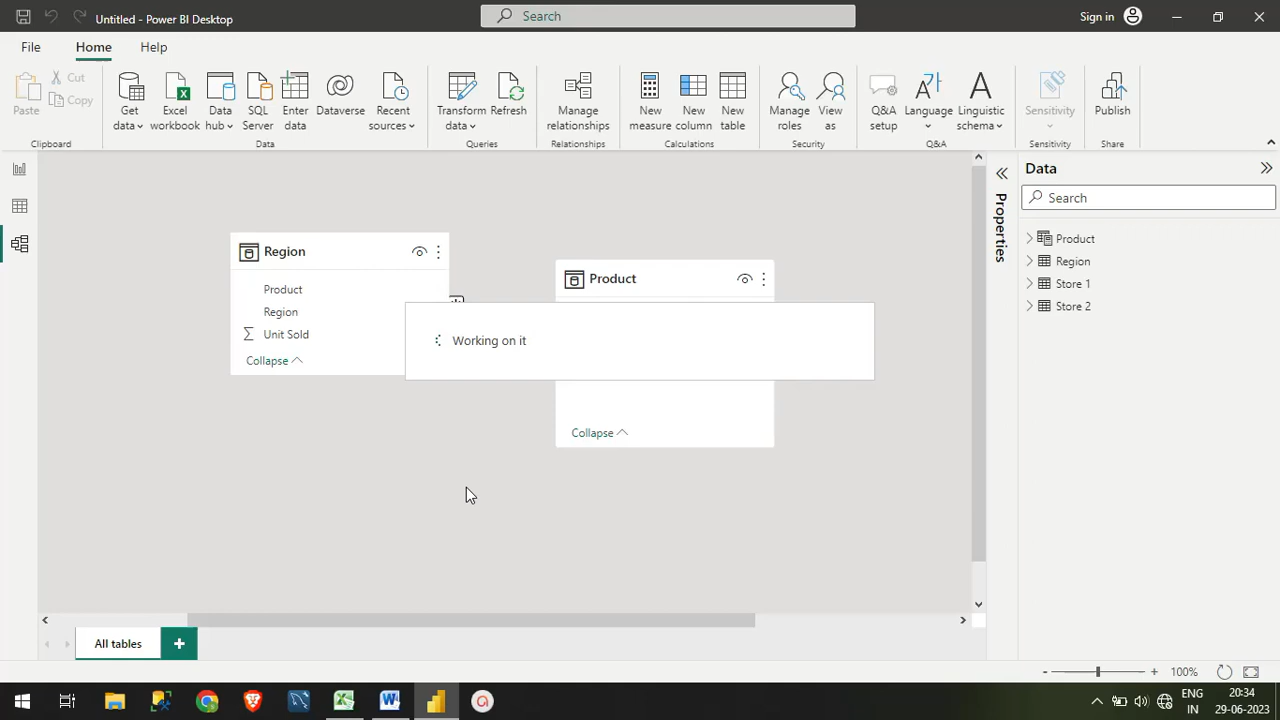 Untitled - Power BI Desktop
Search
Sign in
File
Home
Help
Paste
Cut
Copy
Get data
Excel workbook
Data hub
SQL Server
Enter data
Dataverse
Recent sources
Transform data
Refresh
Manage relationships
New measure
New column
New table
Manage roles
View as
Q&A setup
Language
Linguistic schema
Sensitivity
Publish
Clipboard
Data
Queries
Relationships
Calculations
Security
Q&A
Sensitivity
Share
Region
Product
Region
Unit Sold
Collapse
Product
Collapse
Working on it
Properties
Data
Search
Product
Region
Store 1
Store 2
All tables
100%
ENG
IN
20:34
29-06-2023